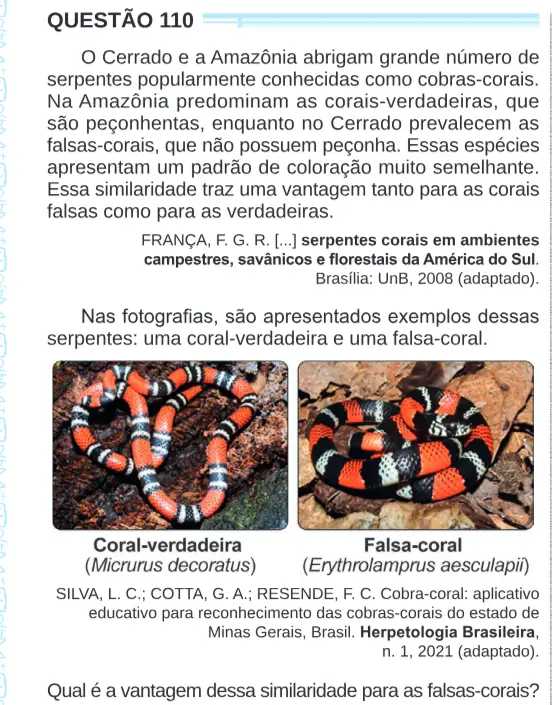 QUESTÃO 110
O Cerrado e a Amazônia abrigam grande número de
serpentes popularmente conhecidas como cobras-corais.
Na Amazônia predominam as corais-verdadeiras, que
são peçonhentas, enquanto no Cerrado prevalecem as
falsas-corais, que não possuem peçonha. Essas espécies
apresentam um padrão de coloração muito semelhante.
Essa similaridade traz uma vantagem tanto para as corais
falsas como para as verdadeiras.
FRANÇA, F. G. R. [...] serpentes corais em ambientes
campestres, savânicos e florestais da América do Sul.
Brasília: UnB, 2008 (adaptado).
Nas fotografias, são apresentados exemplos dessas
serpentes: uma coral-verdadeira e uma falsa-coral.
Coral-verdadeira
(Micrurus decoratus)
Falsa-coral
(Erythrolamprus aesculapii)
SILVA, L. C.; COTTA, G. A.; RESENDE, F. C. Cobra-coral: aplicativo
educativo para reconhecimento das cobras-corais do estado de
Minas Gerais, Brasil. Herpetologia Brasileira,
n. 1, 2021 (adaptado).
Qual é a vantagem dessa similaridade para as falsas-corais?